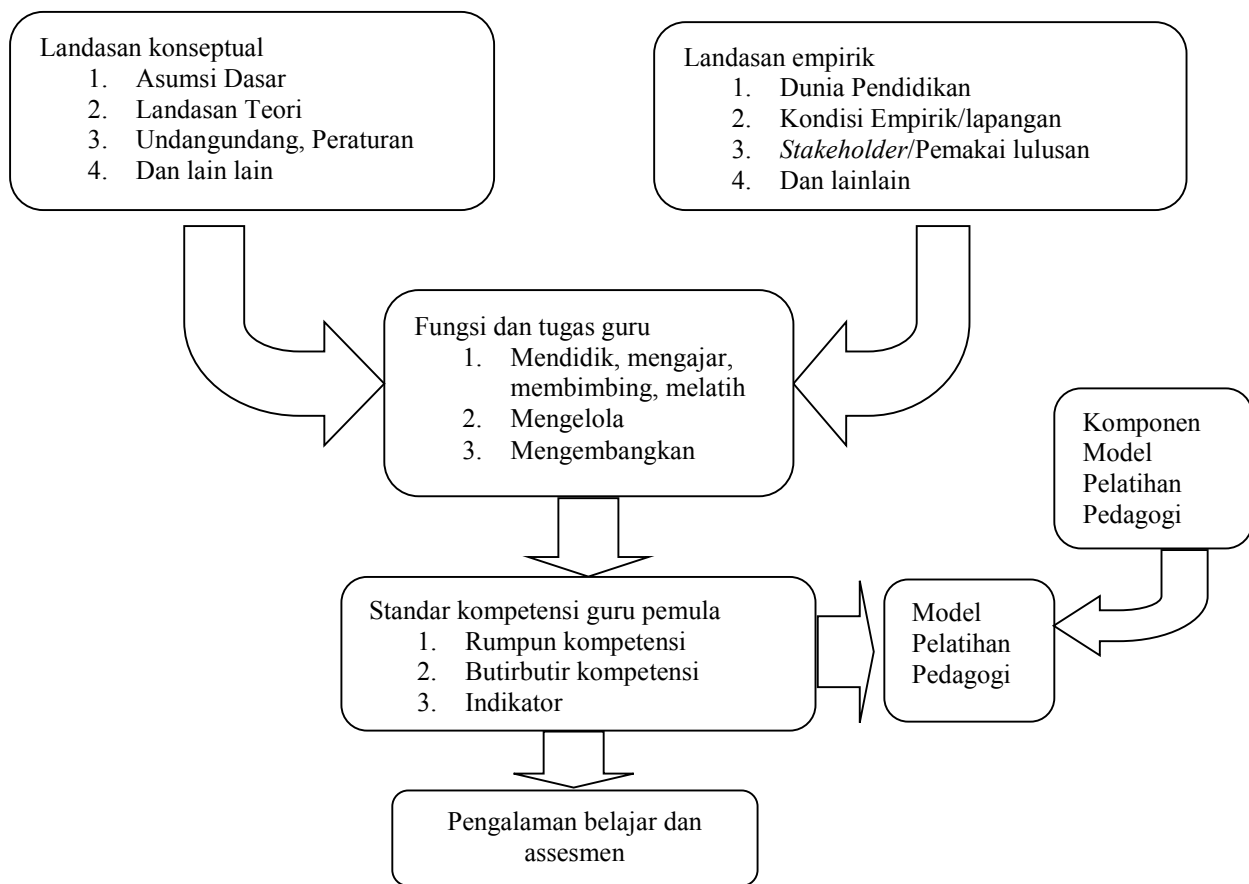 Landasan konseptual
1. Asumsi Dasar
2. Landasan Teori
3. Undangundang, Peraturan
4. Dan lain lain
Landasan empirik
1. Dunia Pendidikan
2. Kondisi Empirik/lapangan
3. Stakeholder/Pemakai lulusan
4. Dan lainlain
Fungsi dan tugas guru
1. Mendidik, mengajar,
membimbing, melatih
2. Mengelola
3. Mengembangkan
Komponen
Model
Pelatihan
Pedagogi
Standar kompetensi guru pemula
1. Rumpun kompetensi
2. Butirbutir kompetensi
3. Indikator
Model
Pelatihan
Pedagogi
Pengalaman belajar dan
assesmen